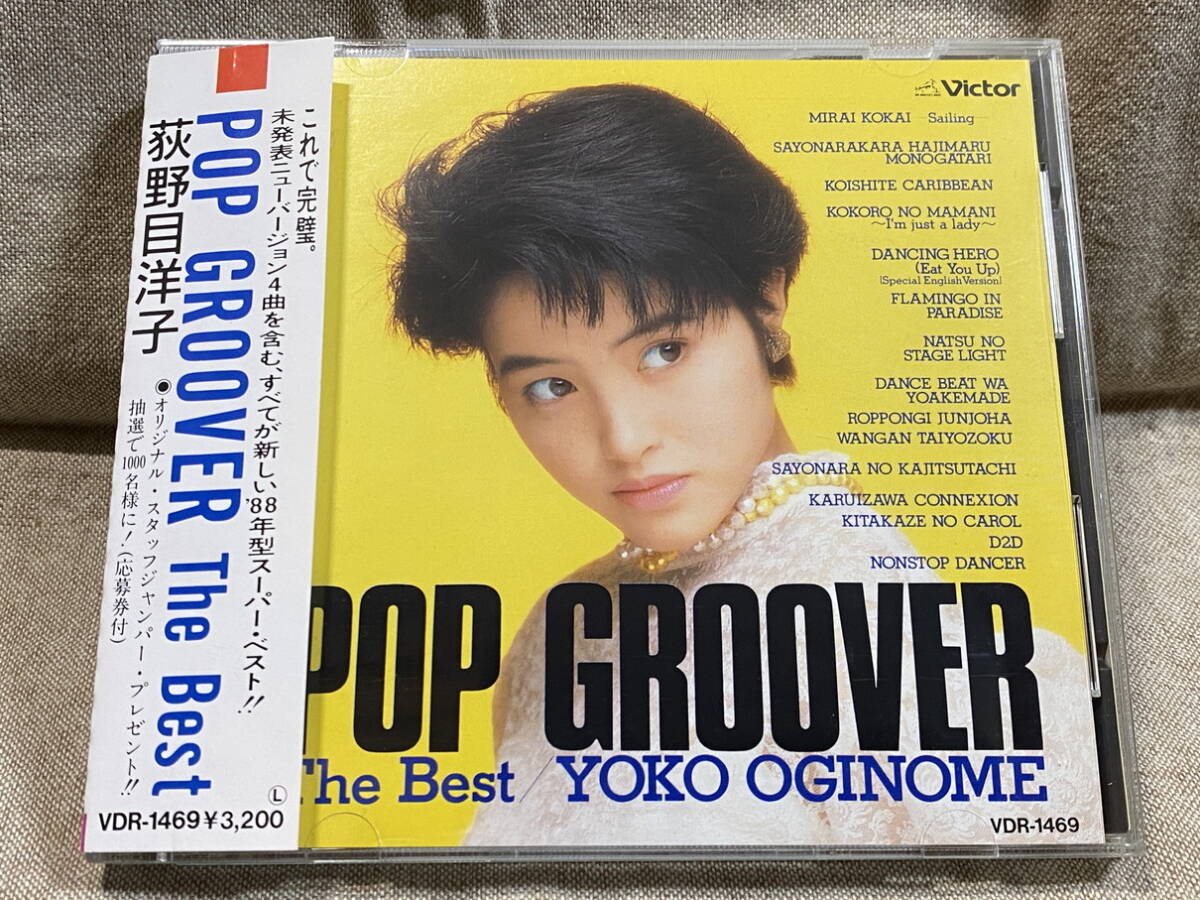 POP GROOVER The Best
荻野目洋子
これで完璧。
未発表ニューバージョン4曲を含む、すべてが新しい'88年型スーパー・ベスト!!
◉オリジナル・スタッフジャンパー・プレゼント!!
抽選で1000名様に!(応募券付)
Ⓛ
VDR-1469¥3,200
Victor
MIRAI KOKAI —Sailing—
SAYONARAKARA HAJIMARU
MONOGATARI
KOISHITE CARIBBEAN
KOKORO NO MAMANI
～I'm just a lady～
DANCING HERO
(Eat You Up)
(Special English Version)
FLAMINGO IN
PARADISE
NATSU NO
STAGE LIGHT
DANCE BEAT WA
YOAKEMADE
ROPPONGI JUNJOHA
WANGAN TAIYOZOKU
SAYONARA NO KAJITSUTACHI
KARUIZAWA CONNEXION
KITAKAZE NO CAROL
D2D
NONSTOP DANCER
POP GROOVER
The Best / YOKO OGINOME
VDR-1469